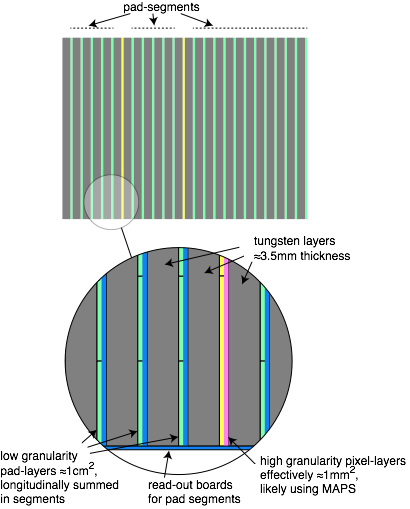 pad-segments
tungsten layers
≈3.5mm thickness
low granularity
pad-layers ≈1cm²,
longitudinally summed
in segments
read-out boards
for pad segments
high granularity pixel-layers
effectively ≈1mm²,
likely using MAPS